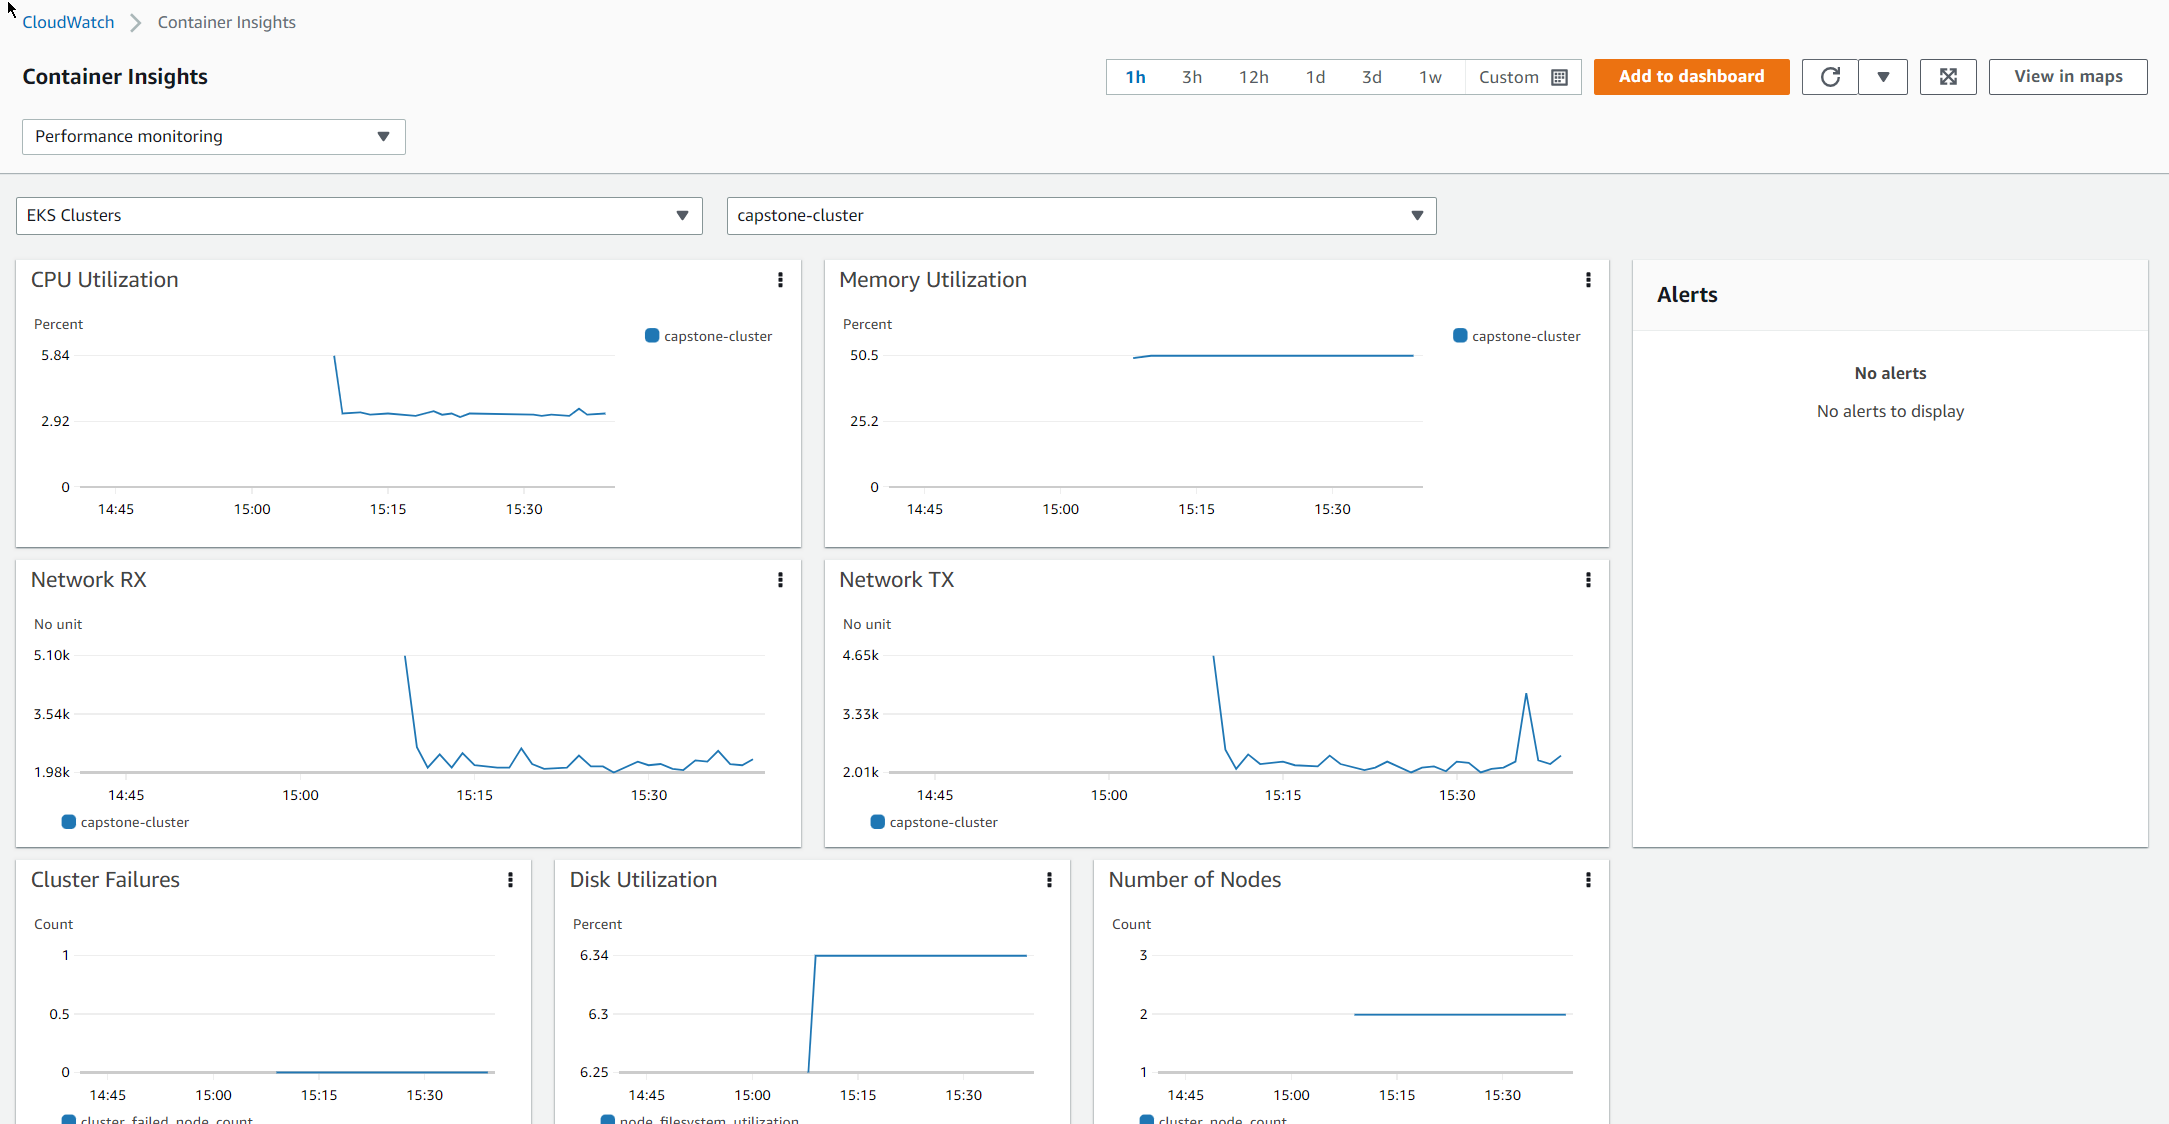 CloudWatch Container Insights
Container Insights
1h 3h 12h 1d 3d 1w Custom Add to dashboard View in maps
Performance monitoring
EKS Clusters capstone-cluster
CPU Utilization
Percent
capstone-cluster
5.84
2.92
0
14:45 15:00 15:15 15:30
Memory Utilization
Percent
capstone-cluster
50.5
25.2
0
14:45 15:00 15:15 15:30
Alerts
No alerts
No alerts to display
Network RX
No unit
5.10k
3.54k
1.98k
14:45 15:00 15:15 15:30
capstone-cluster
Network TX
No unit
4.65k
3.33k
2.01k
14:45 15:00 15:15 15:30
capstone-cluster
Cluster Failures
Count
1
0.5
0
14:45 15:00 15:15 15:30
cluster_failed_node_count
Disk Utilization
Percent
6.34
6.3
6.25
14:45 15:00 15:15 15:30
node_filesystem_utilization
Number of Nodes
Count
3
2
1
14:45 15:00 15:15 15:30
cluster_node_count